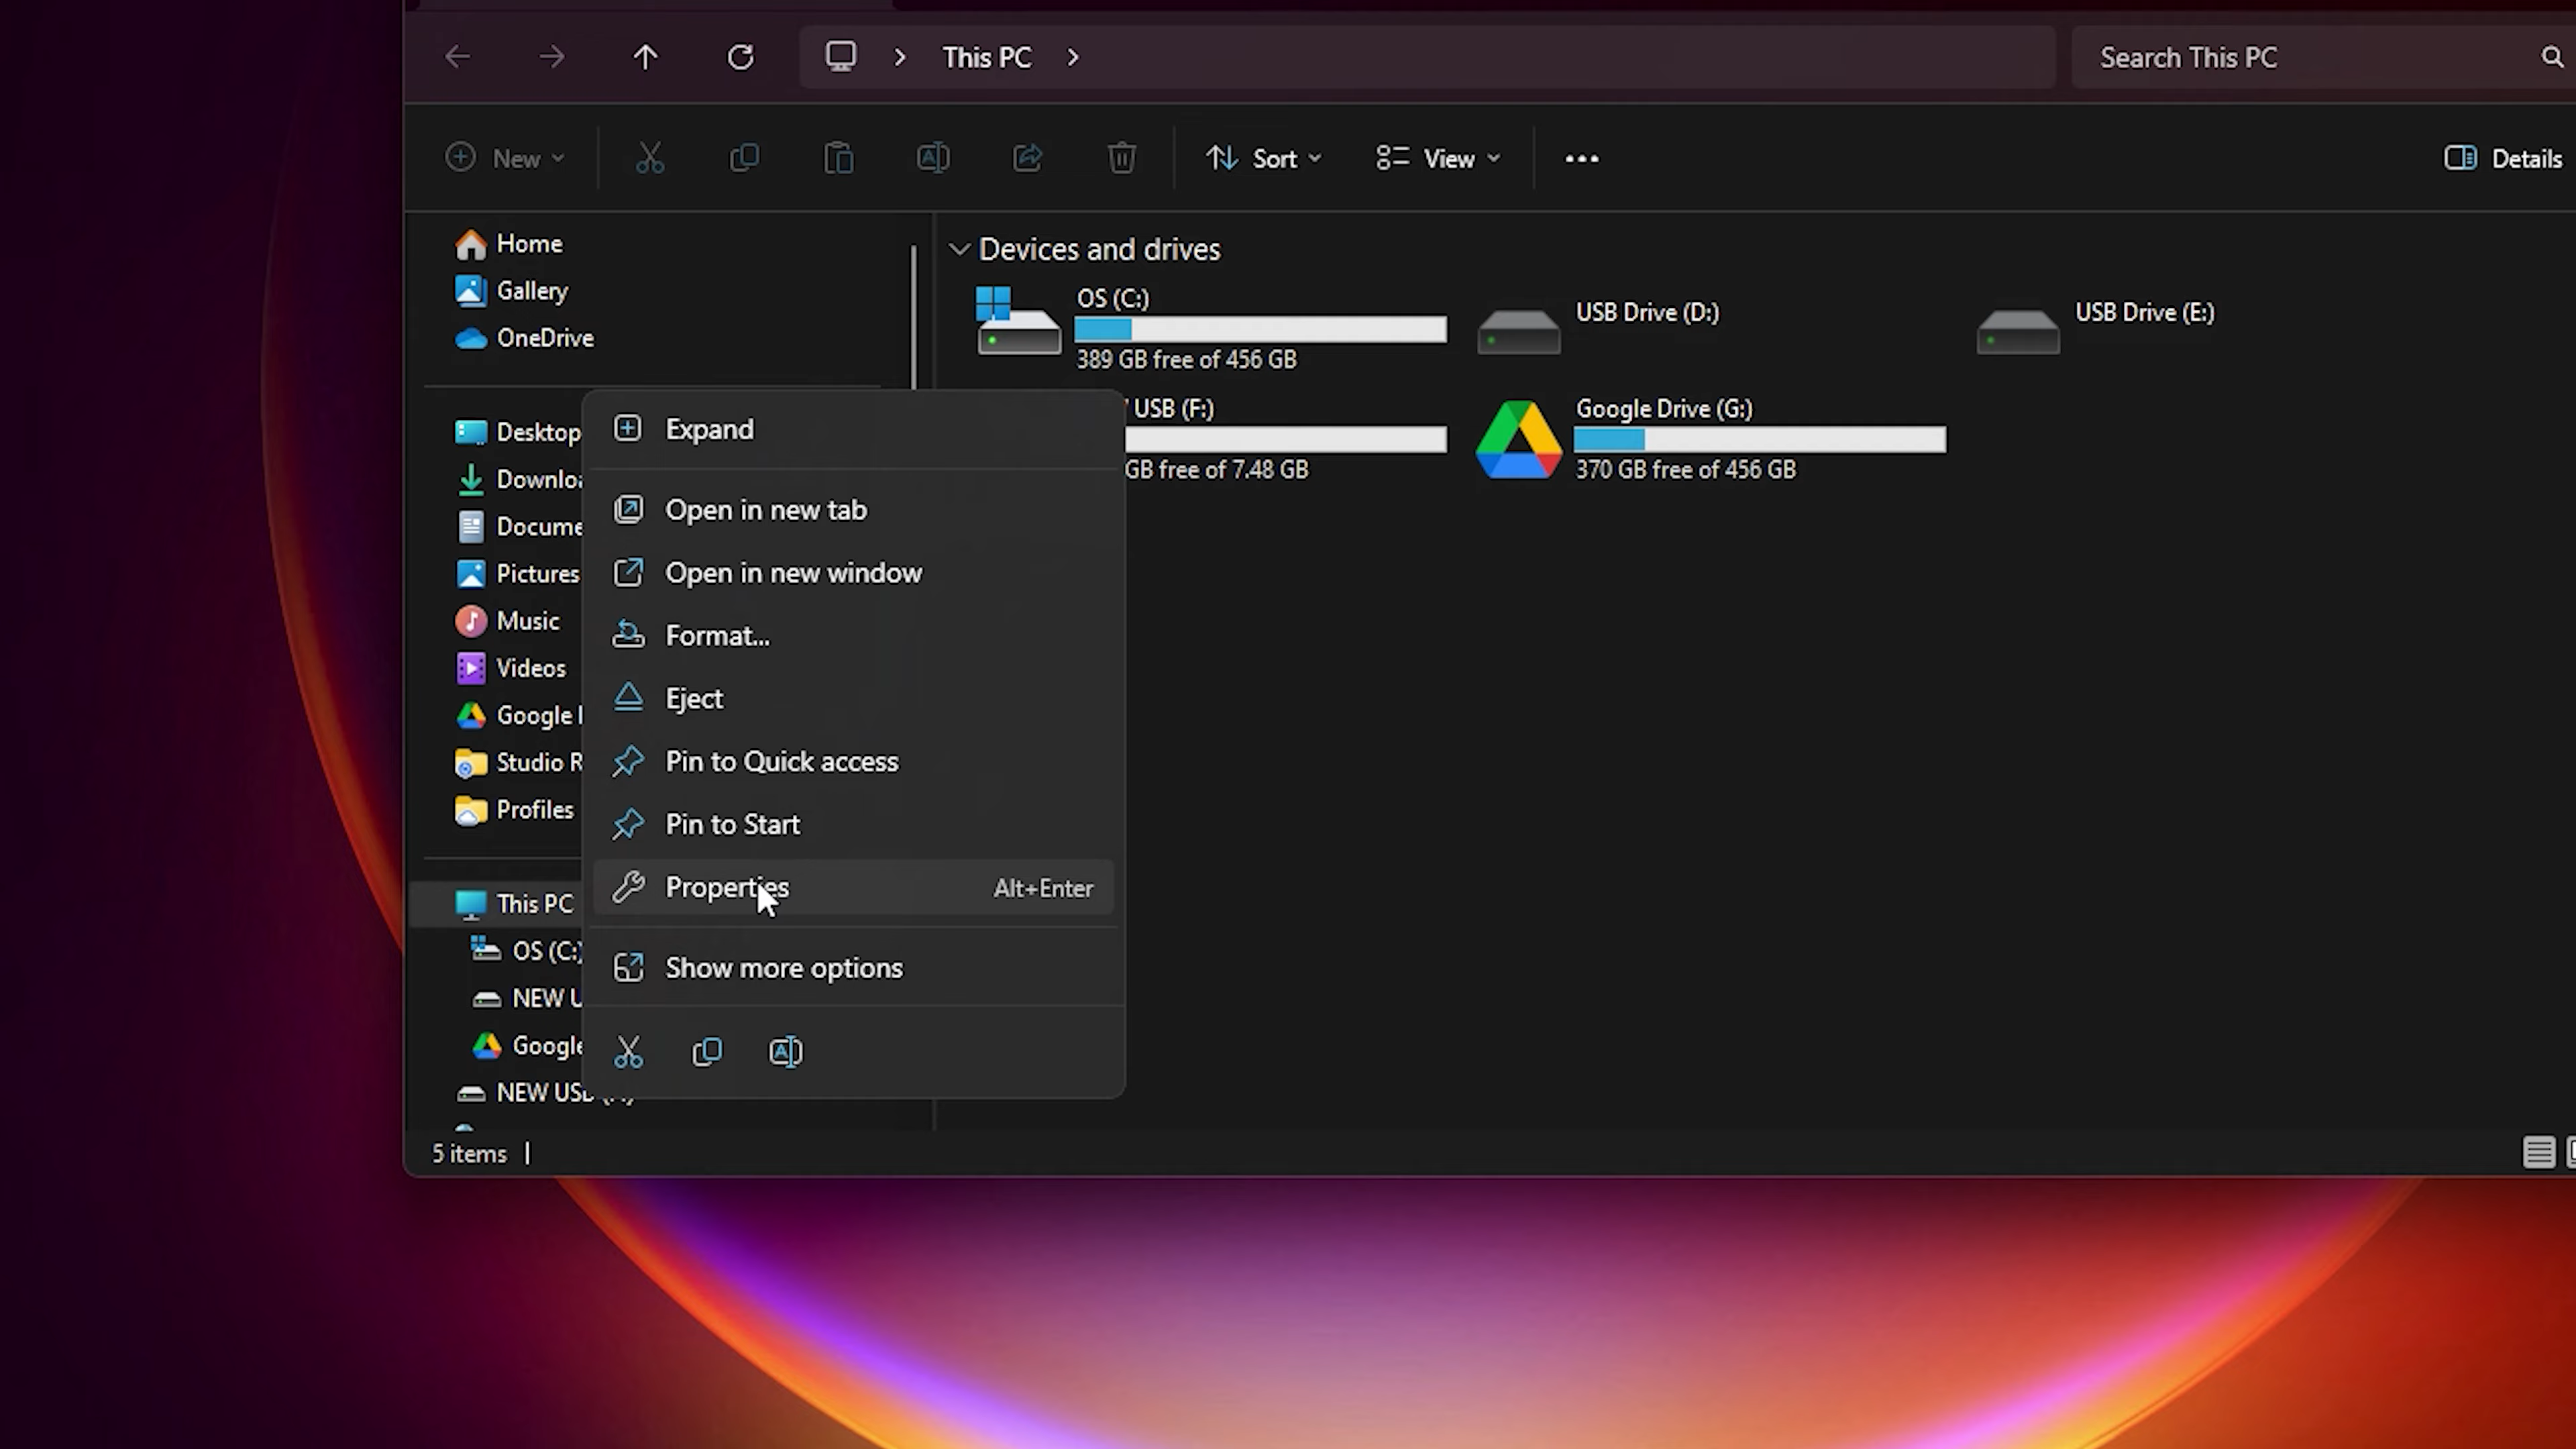 This PC
Search This PC
New
Sort
View
Details
Home
Gallery
OneDrive
Desktop
Downlo
Docume
Pictures
Music
Videos
Google
Studio R
Profiles
This PC
OS (C:)
NEW U
Google
NEW USB
5 items
Expand
Open in new tab
Open in new window
Format...
Eject
Pin to Quick access
Pin to Start
Properties Alt+Enter
Show more options
Devices and drives
OS (C:)
389 GB free of 456 GB
USB Drive (D:)
USB Drive (E:)
USB (F:)
GB free of 7.48 GB
Google Drive (G:)
370 GB free of 456 GB